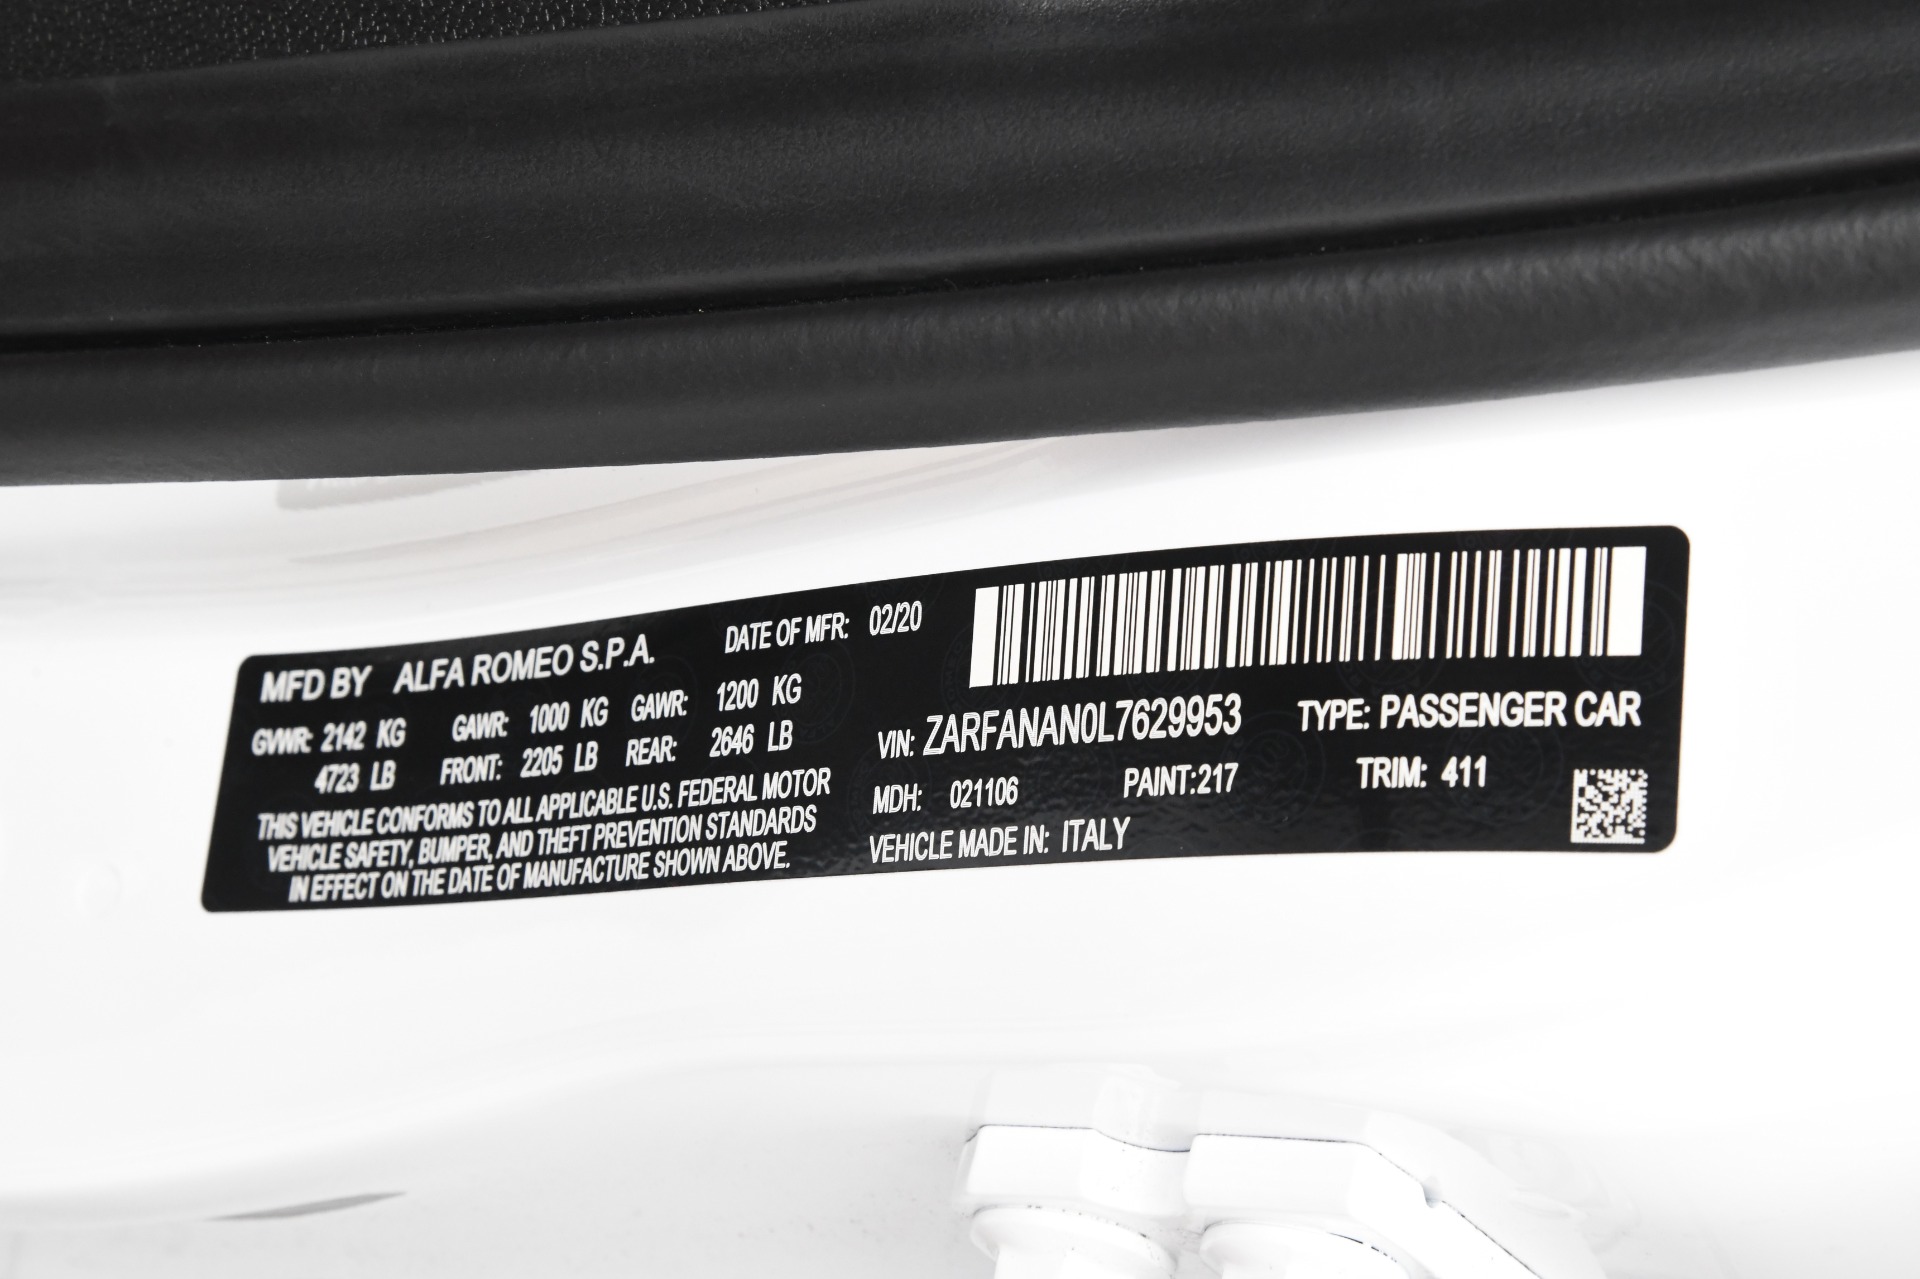 MFD BY ALFA ROMEO S.P.A. DATE OF MFR: 02/20
GVWR: 2142 KG GAWR: 1000 KG GAWR: 1200 KG
4723 LB FRONT: 2205 LB REAR: 2646 LB
THIS VEHICLE CONFORMS TO ALL APPLICABLE U.S. FEDERAL MOTOR
VEHICLE SAFETY, BUMPER, AND THEFT PREVENTION STANDARDS
IN EFFECT ON THE DATE OF MANUFACTURE SHOWN ABOVE.
VIN: ZARFANAN0L7629953 TYPE: PASSENGER CAR
MDH: 021106 PAINT:217 TRIM: 411
VEHICLE MADE IN: ITALY